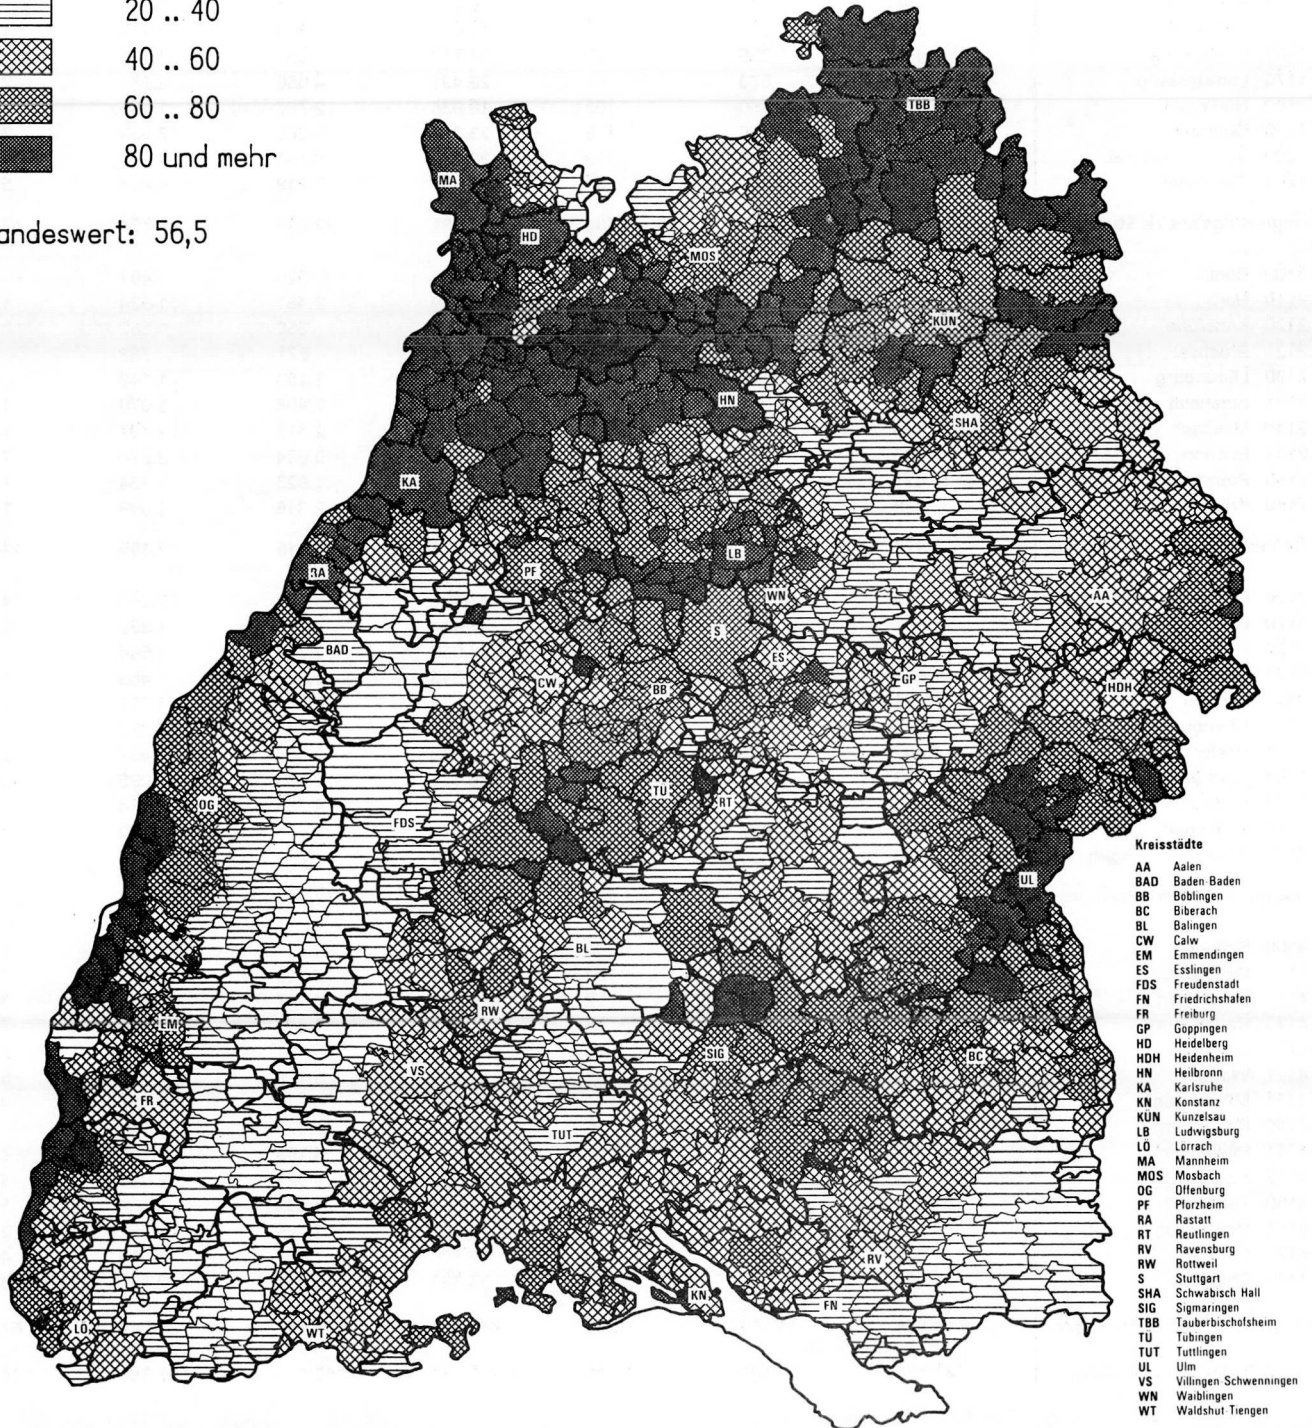 20 .. 40
40 .. 60
60 .. 80
80 und mehr
andeswert: 56,5
TBB
MA
HD
MOS
KÜN
HN
SHA
KA
LB
RA
PF
WN
AA
S
BAD
ES
CW
BB
GP
HDH
OG
TÜ
RT
FDS
UL
BL
RW
EM
SIG
BC
VS
FR
TUT
RV
KN
FN
LÖ
WT
Kreisstädte
AA Aalen
BAD Baden-Baden
BB Boblingen
BC Biberach
BL Balingen
CW Calw
EM Emmendingen
ES Esslingen
FDS Freudenstadt
FN Friedrichshafen
FR Freiburg
GP Goppingen
HD Heidelberg
HDH Heidenheim
HN Heilbronn
KA Karlsruhe
KN Konstanz
KÜN Kunzelsau
LB Ludwigsburg
LÖ Lorrach
MA Mannheim
MOS Mosbach
OG Offenburg
PF Pforzheim
RA Rastatt
RT Reutlingen
RV Ravensburg
RW Rottweil
S Stuttgart
SHA Schwabisch Hall
SIG Sigmaringen
TBB Tauberbischofsheim
TÜ Tubingen
TUT Tuttlingen
UL Ulm
VS Villingen-Schwenningen
WN Waiblingen
WT Waldshut-Tiengen